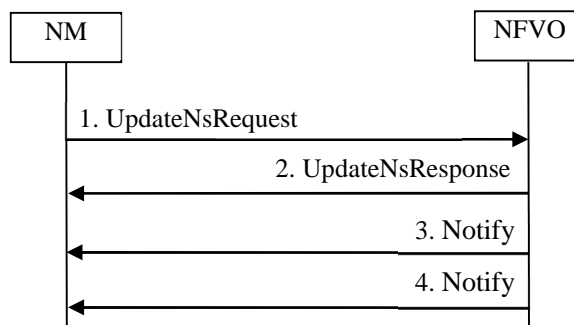 NM
NFVO
1. UpdateNsRequest
2. UpdateNsResponse
3. Notify
4. Notify